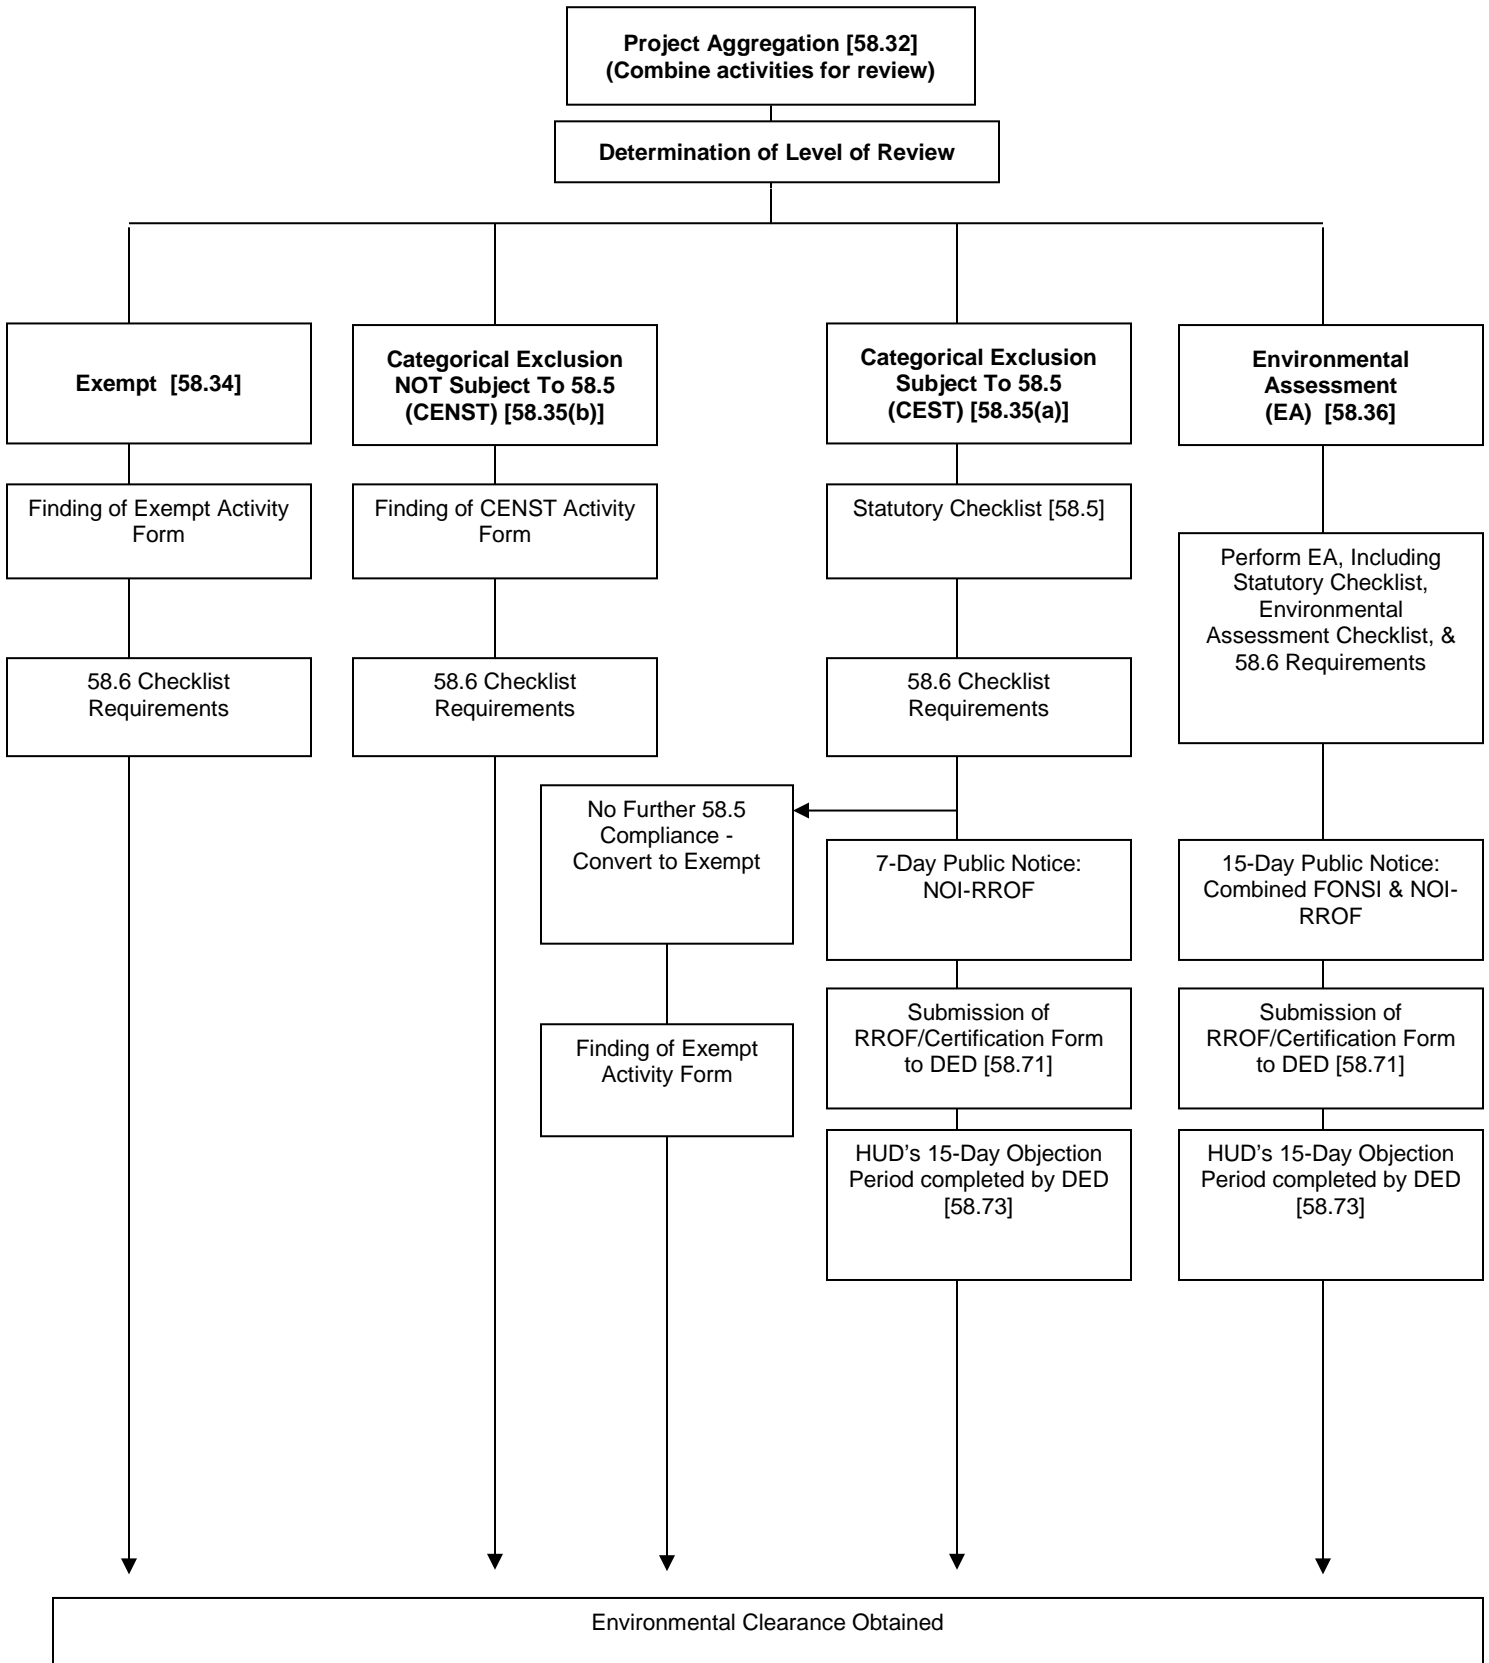 Project Aggregation [58.32]
(Combine activities for review)
Determination of Level of Review
Exempt [58.34]
Categorical Exclusion
NOT Subject To 58.5
(CENST) [58.35(b)]
Categorical Exclusion
Subject To 58.5
(CEST) [58.35(a)]
Environmental
Assessment
(EA) [58.36]
Finding of Exempt Activity
Form
Finding of CENST Activity
Form
Statutory Checklist [58.5]
Perform EA, Including
Statutory Checklist,
Environmental
Assessment Checklist, &
58.6 Requirements
58.6 Checklist
Requirements
58.6 Checklist
Requirements
58.6 Checklist
Requirements
No Further 58.5
Compliance -
Convert to Exempt
7-Day Public Notice:
NOI-RROF
15-Day Public Notice:
Combined FONSI & NOI-
RROF
Finding of Exempt
Activity Form
Submission of
RROF/Certification Form
to DED [58.71]
Submission of
RROF/Certification Form
to DED [58.71]
HUD’s 15-Day Objection
Period completed by DED
[58.73]
HUD’s 15-Day Objection
Period completed by DED
[58.73]
Environmental Clearance Obtained